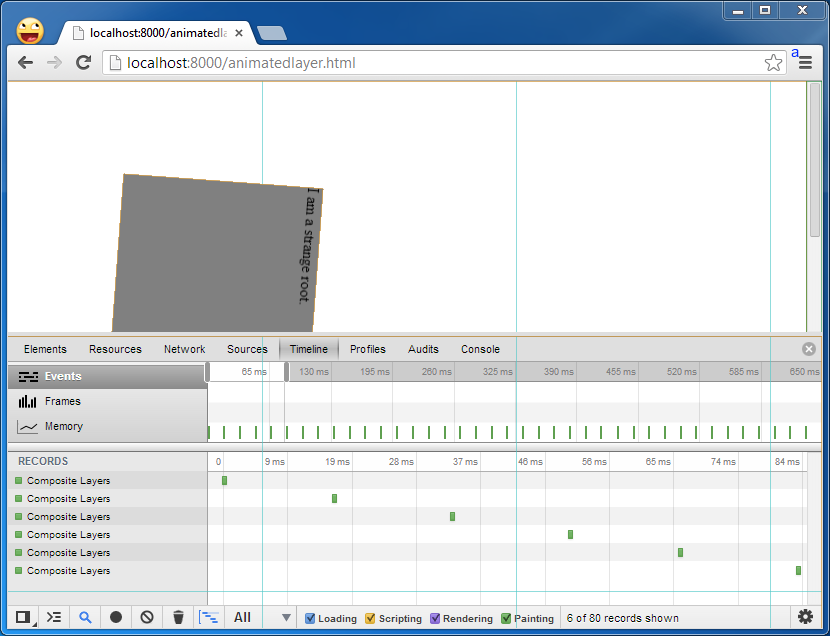 localhost:8000/animatedla
localhost:8000/animatedlayer.html
a
I am a strange root.
Elements Resources Network Sources Timeline Profiles Audits Console
Events
Frames
Memory
65 ms 130 ms 195 ms 260 ms 325 ms 390 ms 455 ms 520 ms 585 ms 650 ms
RECORDS
0 9 ms 19 ms 28 ms 37 ms 46 ms 56 ms 65 ms 74 ms 84 ms
Composite Layers
Composite Layers
Composite Layers
Composite Layers
Composite Layers
Composite Layers
All Loading Scripting Rendering Painting 6 of 80 records shown